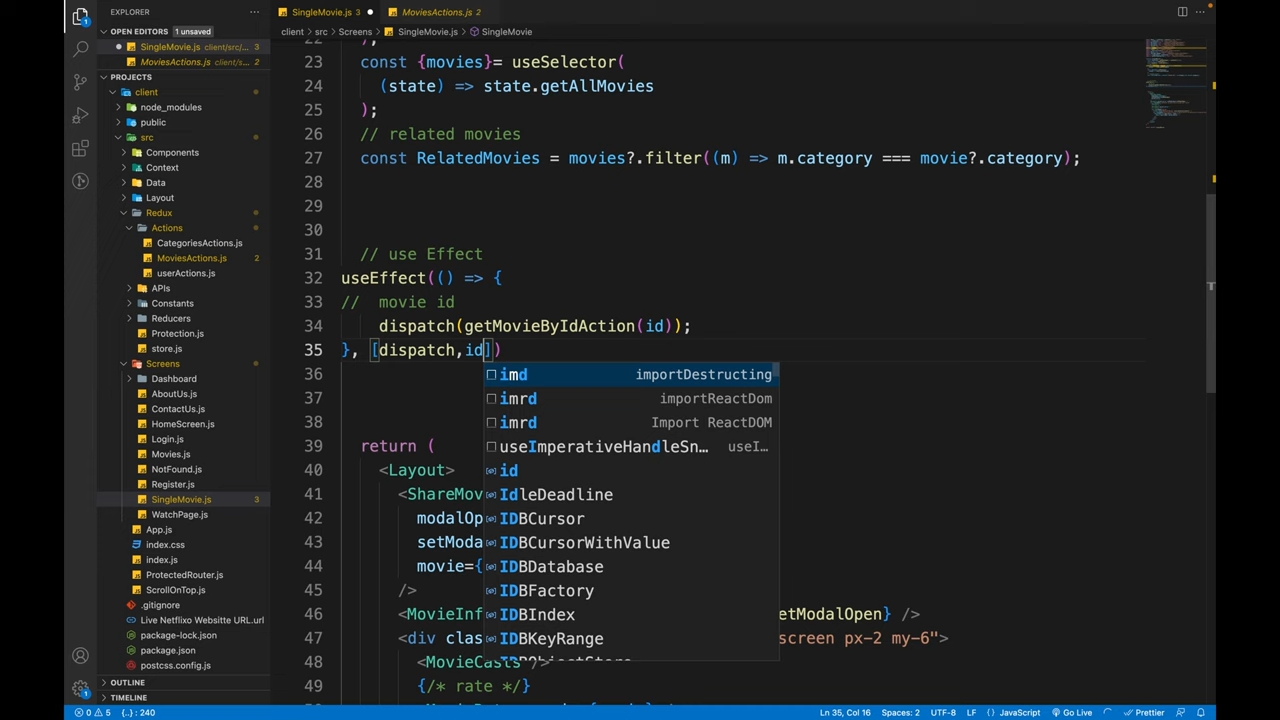 EXPLORER
···
SingleMovie.js 3
MoviesActions.js 2
OPEN EDITORS
1 unsaved
SingleMovie.js client/src/... 3
MoviesActions.js client/s... 2
PROJECTS
client
node_modules
public
src
Components
Context
Data
Layout
Redux
Actions
CategoriesActions.js
MoviesActions.js 2
userActions.js
APIs
Constants
Reducers
Protection.js
store.js
Screens
Dashboard
AboutUs.js
ContactUs.js
HomeScreen.js
Login.js
Movies.js
NotFound.js
Register.js
SingleMovie.js 3
WatchPage.js
App.js
index.css
index.js
ProtectedRouter.js
ScrollOnTop.js
.gitignore
Live Netflixo Websitte URL.url
package-lock.json
package.json
postcss.config.js
OUTLINE
TIMELINE
client > src > Screens > SingleMovie.js > SingleMovie
23 const {movies}= useSelector(
24 (state) => state.getAllMovies
25 );
26 // related movies
27 const RelatedMovies = movies?.filter((m) => m.category === movie?.category);
28
29
30
31 // use Effect
32 useEffect(() => {
33 //  movie id
34 dispatch(getMovieByIdAction(id));
35 }, [dispatch,id])
36
37
38
39 return (
40 <Layout>
41 <ShareMov
42 modalOp
43 setModa
44 movie={
45 />
46 <MovieInf etModalOpen} />
47 <div clas screen px-2 my-6">
48 <MovieCasts />
49 {/* rate */}
imd importDestructing
imrd importReactDom
imrd Import ReactDOM
useImperativeHandleSn… useI…
id
IdleDeadline
IDBCursor
IDBCursorWithValue
IDBDatabase
IDBFactory
IDBIndex
IDBKeyRange
0 5 {..}: 240
Ln 35, Col 16
Spaces: 2
UTF-8
LF
JavaScript
Go Live
Prettier